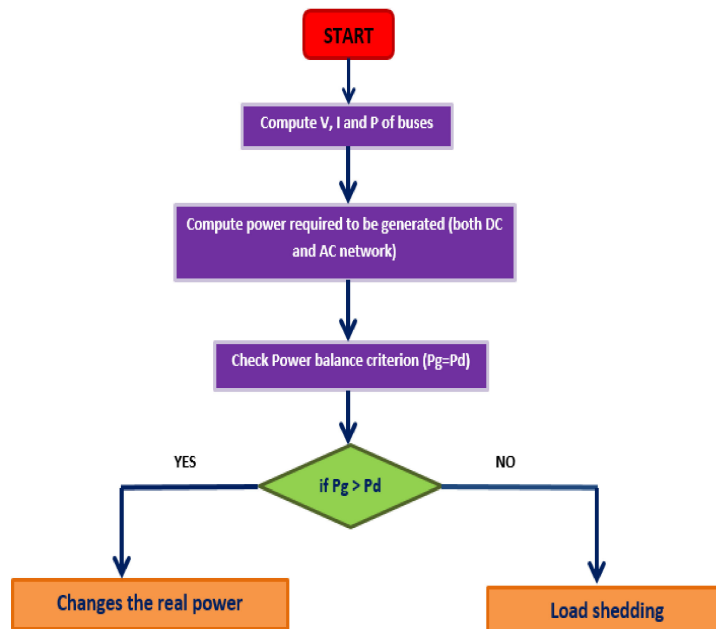 START
Compute V, I and P of buses
Compute power required to be generated (both DC
and AC network)
Check Power balance criterion (Pg=Pd)
YES
NO
if Pg > Pd
Changes the real power
Load shedding